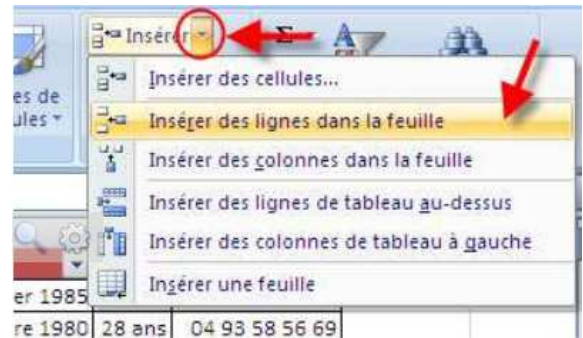 Insérer
Σ
es de
ules
Insérer des cellules...
Insérer des lignes dans la feuille
Insérer des colonnes dans la feuille
Insérer des lignes de tableau au-dessus
Insérer des colonnes de tableau à gauche
Insérer une feuille
er 1985
re 1980 28 ans 04 93 58 56 69